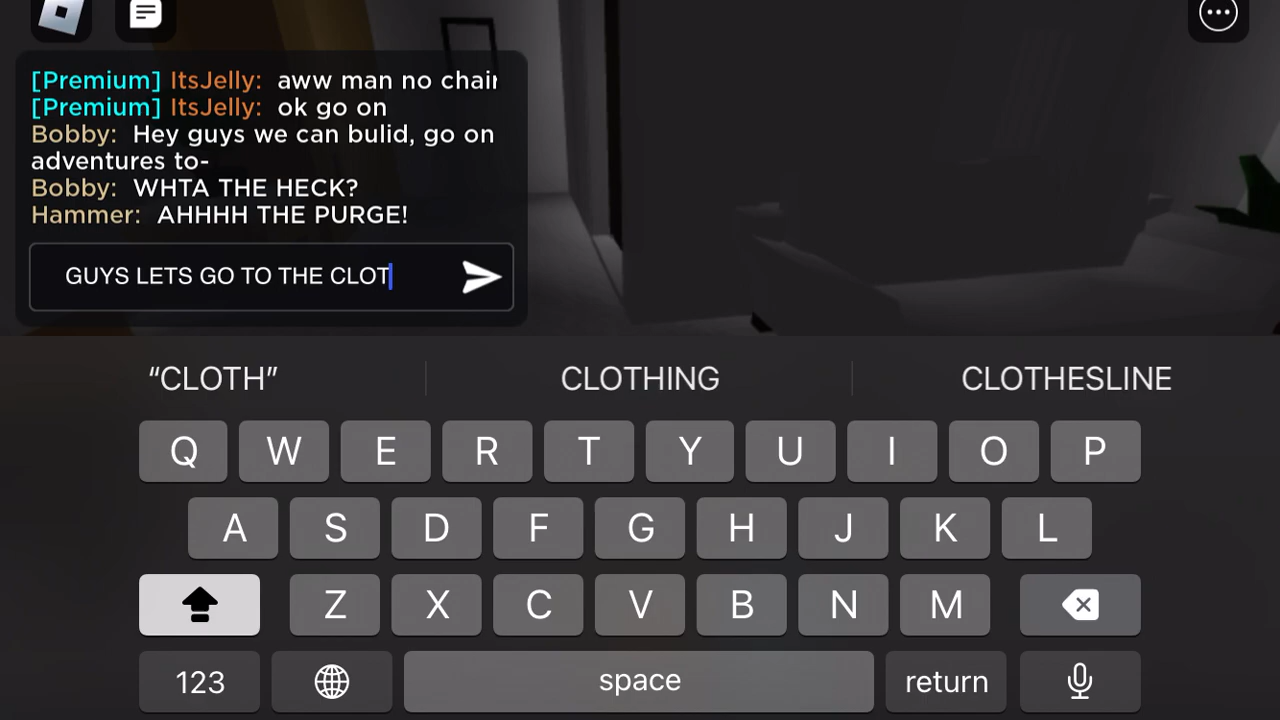 [Premium] ItsJelly: aww man no chair
[Premium] ItsJelly: ok go on
Bobby: Hey guys we can bulid, go on
adventures to-
Bobby: WHTA THE HECK?
Hammer: AHHHH THE PURGE!
GUYS LETS GO TO THE CLOT
“CLOTH” CLOTHING CLOTHESLINE
Q W E R T Y U I O P
A S D F G H J K L
Z X C V B N M
123 space return